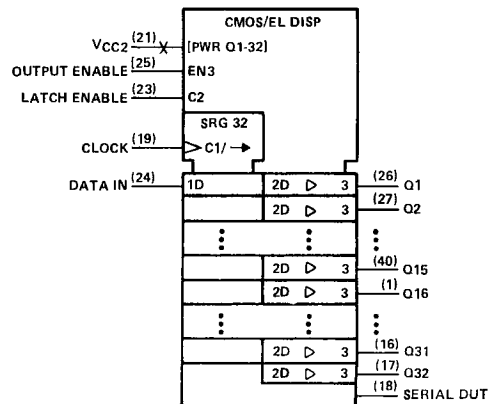 CMOS/EL DISP
VCC2 (21) [PWR Q1-32]
OUTPUT ENABLE (25) EN3
LATCH ENABLE (23) C2
SRG 32
CLOCK (19) C1/
DATA IN (24) 1D 2D 3 (26) Q1
2D 3 (27) Q2
2D 3 (40) Q15
2D 3 (1) Q16
2D 3 (16) Q31
2D 3 (17) Q32
(18) SERIAL OUT